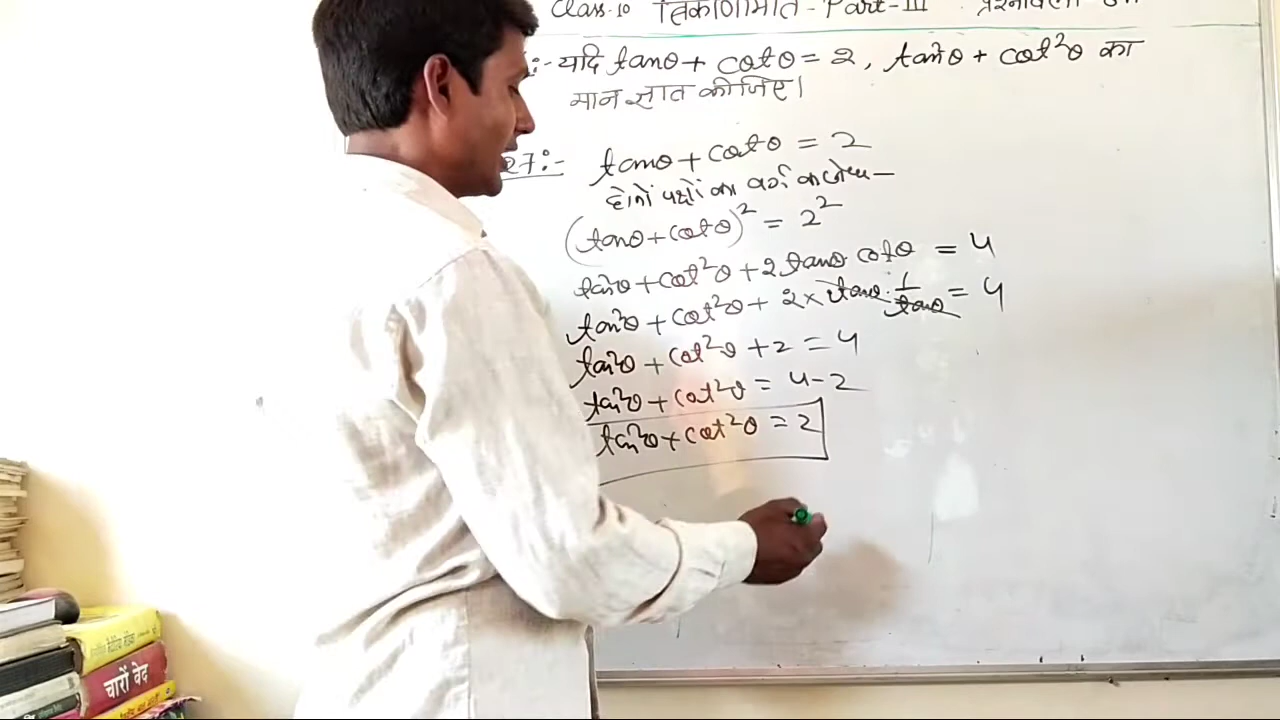 Class-10 त्रिकोणमिति-Part-III प्रश्नावली
:- यदि tanθ + cotθ = 2, tan²θ + cot²θ का
मान ज्ञात कीजिए।
27:- tanθ + cotθ = 2
दोनों पक्षों का वर्ग करने पर—
(tanθ + cotθ)² = 2²
tan²θ + cot²θ + 2 tanθ cotθ = 4
tan²θ + cot²θ + 2 × tanθ · 1/tanθ = 4
tan²θ + cot²θ + 2 = 4
tan²θ + cot²θ = 4 - 2
tan²θ + cot²θ = 2
चारों वेद